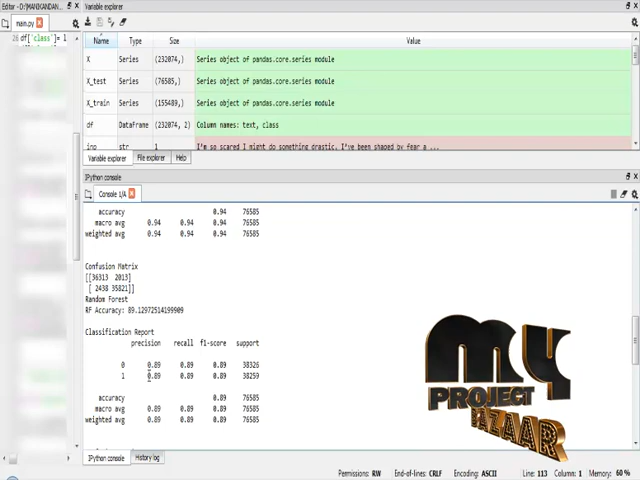 Editor - D:\MANIKANDAN...
Variable explorer
main.py
26 df['class']= l
Name Type Size Value
X Series (232074,) Series object of pandas.core.series module
X_test Series (76585,) Series object of pandas.core.series module
X_train Series (155489,) Series object of pandas.core.series module
df DataFrame (232074, 2) Column names: text, class
inp str 1 I'm so scared I might do something drastic. I've been shaped by fear a ...
Variable explorer File explorer Help
IPython console
Console 1/A
accuracy 0.94 76585
macro avg 0.94 0.94 0.94 76585
weighted avg 0.94 0.94 0.94 76585
Confusion Matrix
[[36313 2013]
[ 2438 35821]]
Random Forest
RF Accuracy: 89.12972514199909
Classification Report
precision recall f1-score support
0 0.89 0.89 0.89 38326
1 0.89 0.89 0.89 38259
accuracy 0.89 76585
macro avg 0.89 0.89 0.89 76585
weighted avg 0.89 0.89 0.89 76585
MY
PROJECT
BAZAAR
IPython console History log
Permissions: RW End-of-lines: CRLF Encoding: ASCII Line: 113 Column: 1 Memory: 60 %